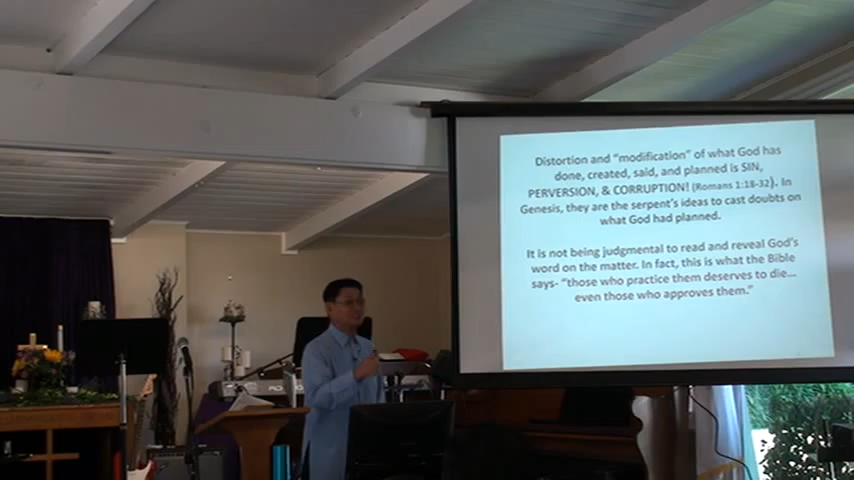 Distortion and "modification" of what God has
done, created, said, and planned is SIN,
PERVERSION, & CORRUPTION! (Romans 1:18-32). In
Genesis, they are the serpent's ideas to cast doubts on
what God had planned.
It is not being judgmental to read and reveal God's
word on the matter. In fact, this is what the Bible
says- "those who practice them deserves to die...
even those who approves them."